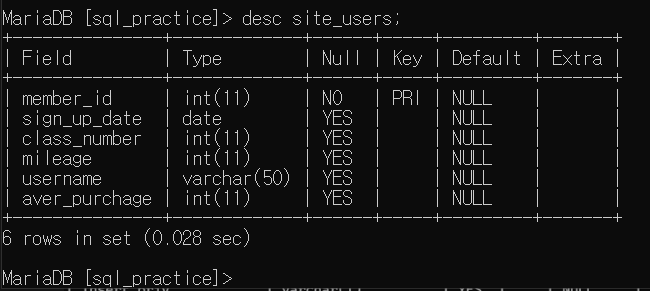 MariaDB [sql_practice]> desc site_users;
+---------------+-------------+------+-----+---------+-------+
| Field | Type | Null | Key | Default | Extra |
+---------------+-------------+------+-----+---------+-------+
| member_id | int(11) | NO | PRI | NULL | |
| sign_up_date | date | YES | | NULL | |
| class_number | int(11) | YES | | NULL | |
| mileage | int(11) | YES | | NULL | |
| username | varchar(50) | YES | | NULL | |
| aver_purchage | int(11) | YES | | NULL | |
+---------------+-------------+------+-----+---------+-------+
6 rows in set (0.028 sec)
MariaDB [sql_practice]>